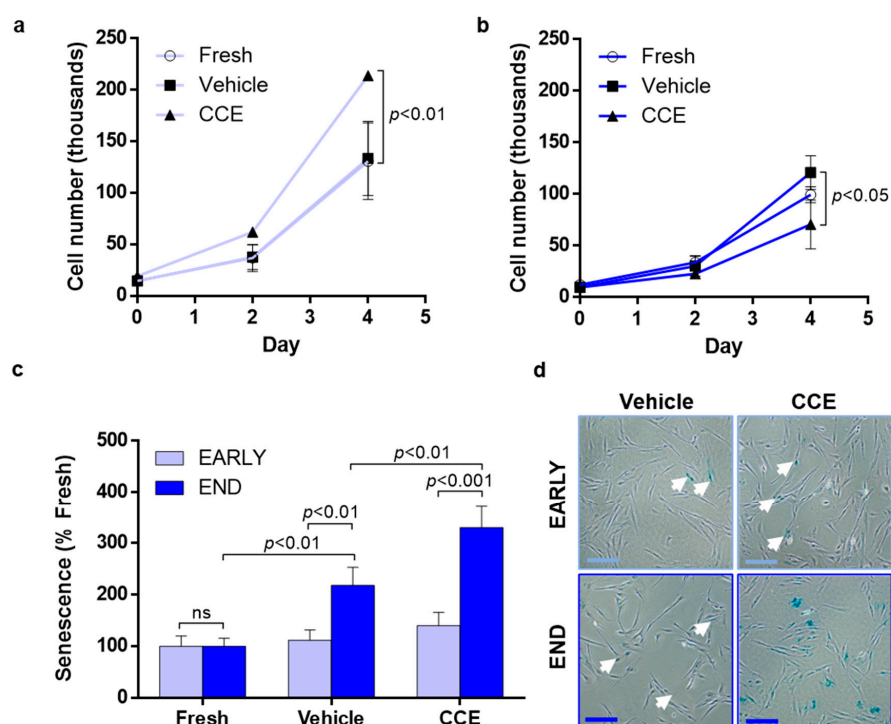 a
250
200
150
100
50
0
Cell number (thousands)
Fresh
Vehicle
CCE
p<0.01
0 1 2 3 4 5
Day
b
250
200
150
100
50
0
Cell number (thousands)
Fresh
Vehicle
CCE
p<0.05
0 1 2 3 4 5
Day
c
500
400
300
200
100
0
Senescence (% Fresh)
EARLY
END
p<0.01
p<0.01
p<0.001
p<0.01
ns
Fresh Vehicle CCE
d
Vehicle CCE
EARLY
END